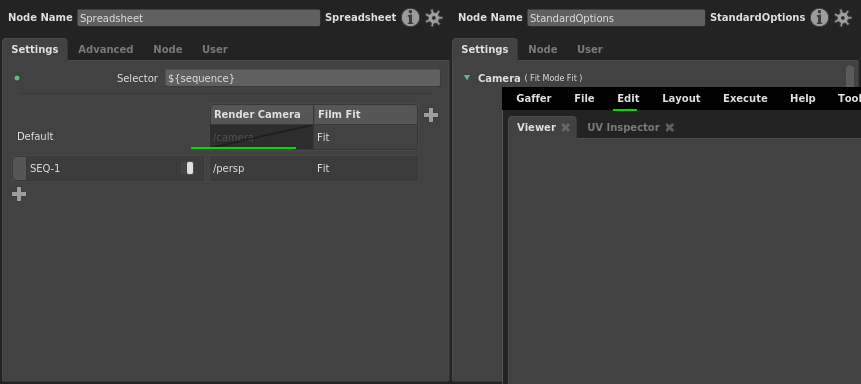 Node Name Spreadsheet Spreadsheet
Settings Advanced Node User
Selector ${sequence}
Render Camera Film Fit
Default /camera Fit
SEQ-1 /persp Fit
Node Name StandardOptions StandardOptions
Settings Node User
Camera ( Fit Mode Fit )
Gaffer File Edit Layout Execute Help Tool
Viewer UV Inspector